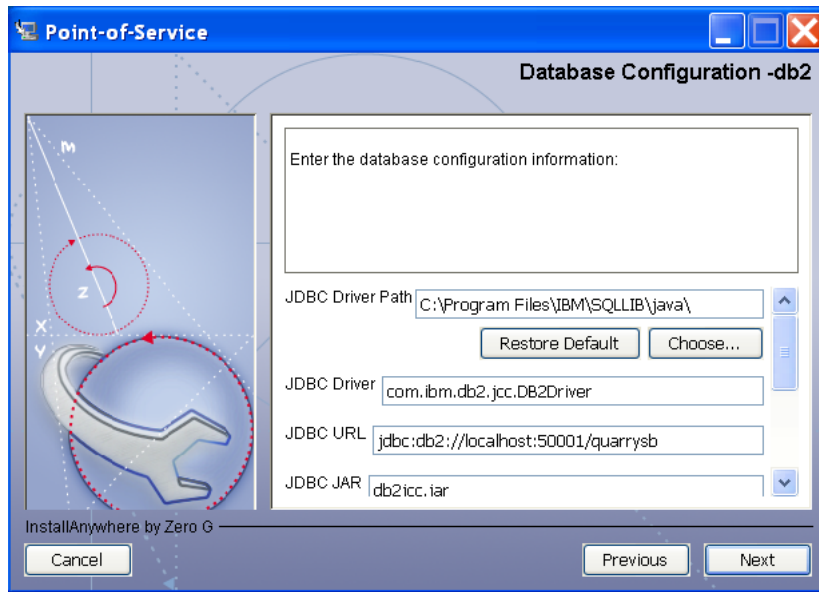 Point-of-Service
Database Configuration -db2
M
Z
X
Y
Enter the database configuration information:
JDBC Driver Path C:\Program Files\IBM\SQLLIB\java\
Restore Default Choose...
JDBC Driver com.ibm.db2.jcc.DB2Driver
JDBC URL jdbc:db2://localhost:50001/quarrysb
JDBC JAR db2jcc.jar
InstallAnywhere by Zero G
Cancel Previous Next